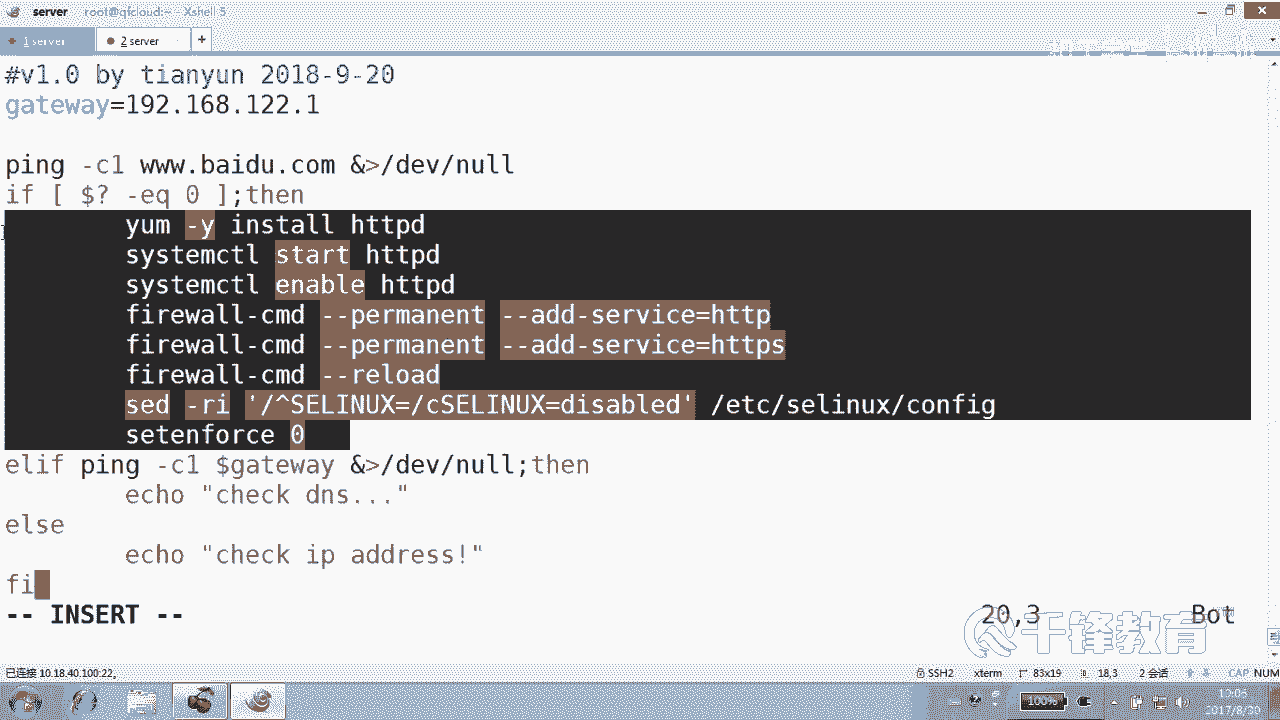 server root@qfcloud:~ - Xshell 5
1 server 2 server +
#v1.0 by tianyun 2018-9-20
gateway=192.168.122.1
ping -c1 www.baidu.com &>/dev/null
if [ $? -eq 0 ];then
yum -y install httpd
systemctl start httpd
systemctl enable httpd
firewall-cmd --permanent --add-service=http
firewall-cmd --permanent --add-service=https
firewall-cmd --reload
sed -ri '/^SELINUX=/cSELINUX=disabled' /etc/selinux/config
setenforce 0
elif ping -c1 $gateway &>/dev/null;then
echo "check dns..."
else
echo "check ip address!"
fi
-- INSERT -- 20,3 Bot
千锋教育
已连接 10.18.40.100:22。 SSH2 xterm 83x19 18,3 2 会话 CAP NUM
100% 10:06
2017/8/30